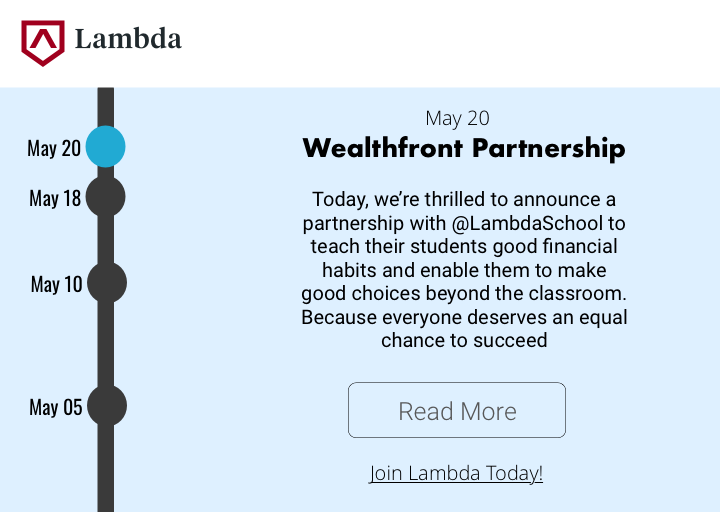 Lambda
May 20
May 18
May 10
May 05
May 20
Wealthfront Partnership
Today, we’re thrilled to announce a
partnership with @LambdaSchool to
teach their students good financial
habits and enable them to make
good choices beyond the classroom.
Because everyone deserves an equal
chance to succeed
Read More
Join Lambda Today!